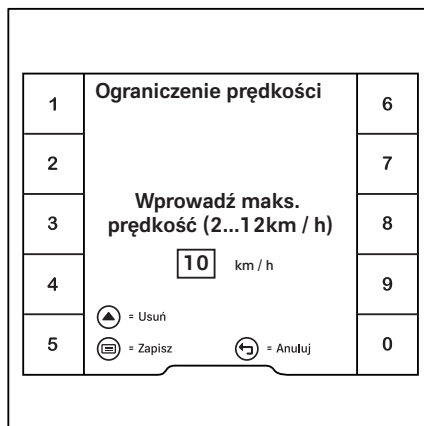 Ograniczenie prędkości
1
2
3
4
5
6
7
8
9
0
Wprowadź maks.
prędkość (2...12km / h)
10 km / h
= Usuń
= Zapisz
= Anuluj